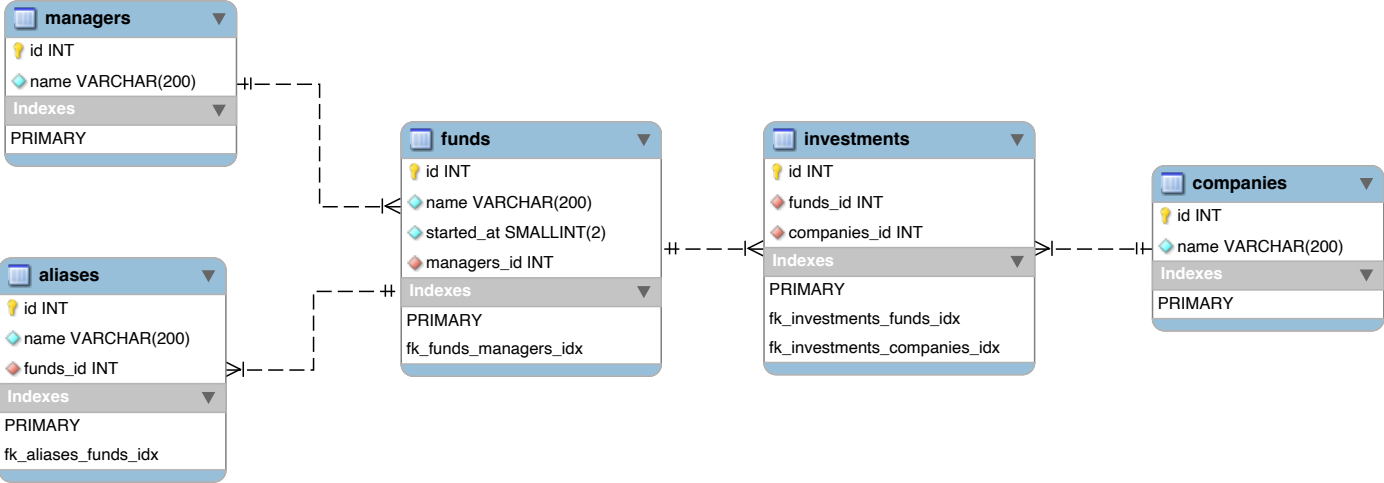 managers
id INT
name VARCHAR(200)
Indexes
PRIMARY
aliases
id INT
name VARCHAR(200)
funds_id INT
Indexes
PRIMARY
fk_aliases_funds_idx
funds
id INT
name VARCHAR(200)
started_at SMALLINT(2)
managers_id INT
Indexes
PRIMARY
fk_funds_managers_idx
investments
id INT
funds_id INT
companies_id INT
Indexes
PRIMARY
fk_investments_funds_idx
fk_investments_companies_idx
companies
id INT
name VARCHAR(200)
Indexes
PRIMARY